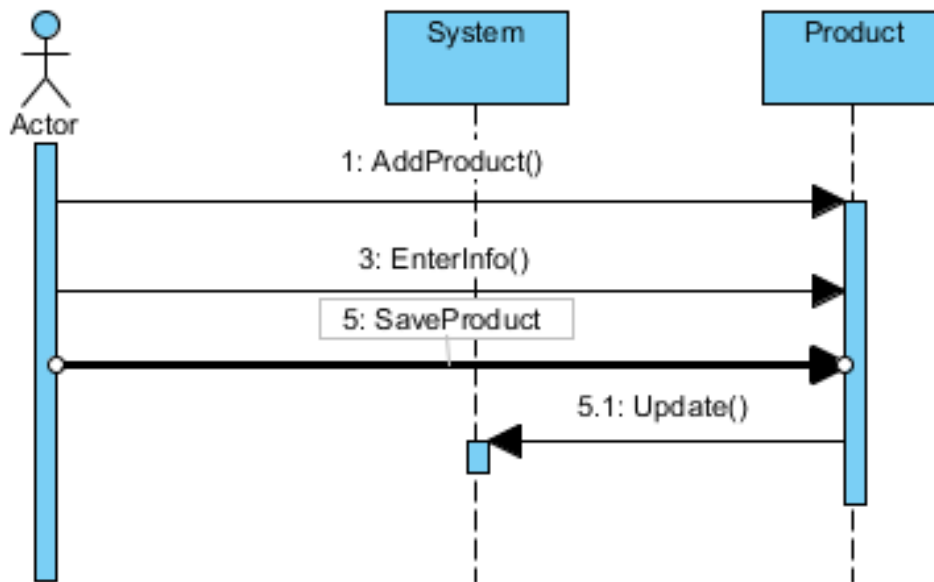 System
Product
Actor
1: AddProduct()
3: EnterInfo()
5: SaveProduct
5.1: Update()